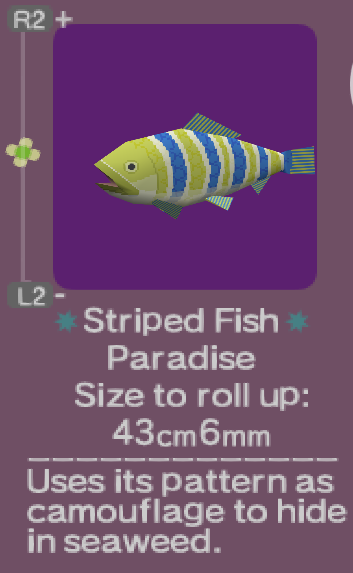 R2 +
L2 -
Striped Fish
Paradise
Size to roll up:
43cm6mm
Uses its pattern as
camouflage to hide
in seaweed.